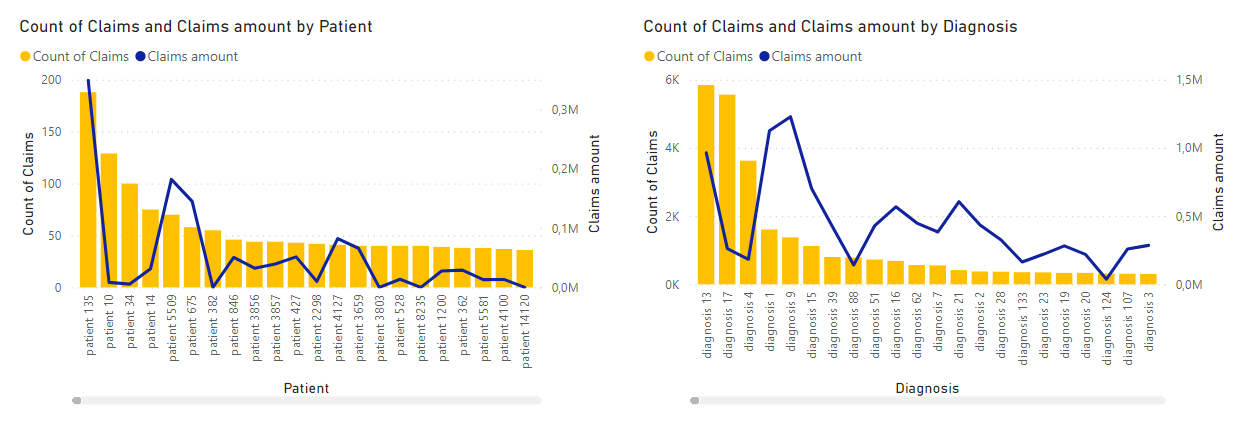 Count of Claims and Claims amount by Patient
Count of Claims Claims amount
200
150
100
50
0
0,3M
0,2M
0,1M
0,0M
Count of Claims
Claims amount
patient 135
patient 10
patient 34
patient 14
patient 5509
patient 675
patient 382
patient 846
patient 3856
patient 3857
patient 427
patient 2298
patient 4127
patient 3659
patient 3803
patient 528
patient 8235
patient 1200
patient 362
patient 5581
patient 4100
patient 14120
Patient
Count of Claims and Claims amount by Diagnosis
Count of Claims Claims amount
6K
4K
2K
0K
1,5M
1,0M
0,5M
0,0M
Count of Claims
Claims amount
diagnosis 13
diagnosis 17
diagnosis 4
diagnosis 1
diagnosis 9
diagnosis 15
diagnosis 39
diagnosis 88
diagnosis 51
diagnosis 16
diagnosis 62
diagnosis 7
diagnosis 21
diagnosis 2
diagnosis 28
diagnosis 133
diagnosis 23
diagnosis 19
diagnosis 20
diagnosis 124
diagnosis 107
diagnosis 3
Diagnosis